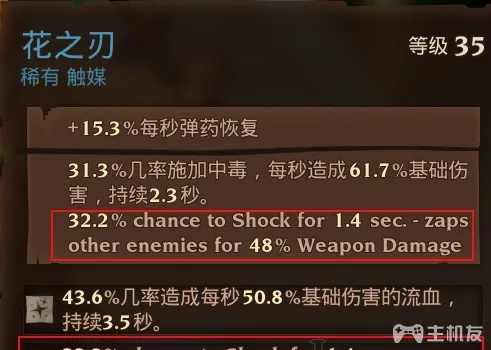 花之刃
等级 35
稀有 触媒
+15.3%每秒弹药恢复
31.3%几率施加中毒，每秒造成61.7%基础伤
害，持续2.3秒。
32.2% chance to Shock for 1.4 sec. - zaps
other enemies for 48% Weapon Damage
43.6%几率造成每秒50.8%基础伤害的流血，
持续3.5秒。
主机友